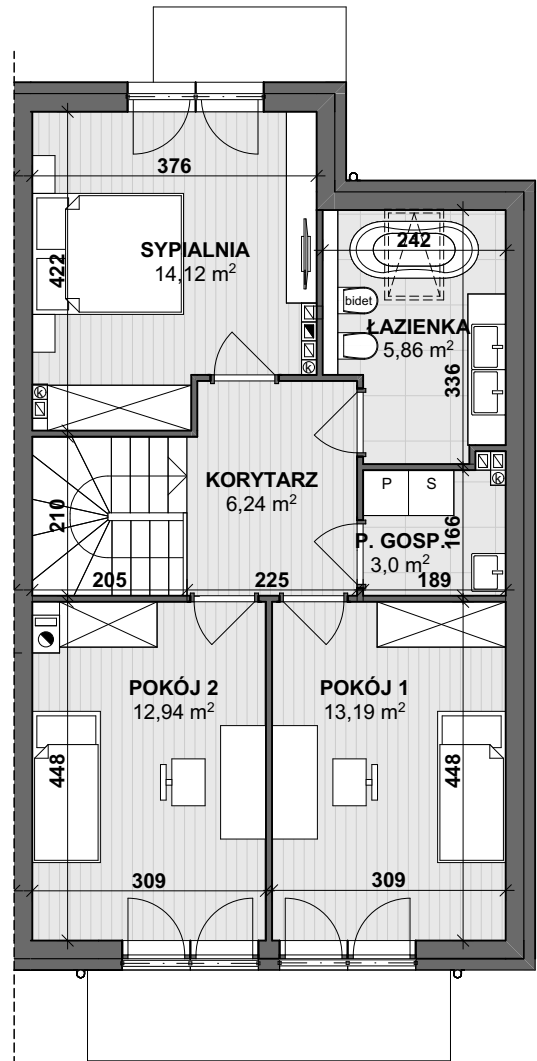 376
SYPIALNIA
14,12 m²
422
242
bidet
ŁAZIENKA
5,86 m²
336
k
k
KORYTARZ
6,24 m²
210
P S
k
P. GOSP.
3,0 m²
166
205
225
189
POKÓJ 2
12,94 m²
POKÓJ 1
13,19 m²
448
448
309
309